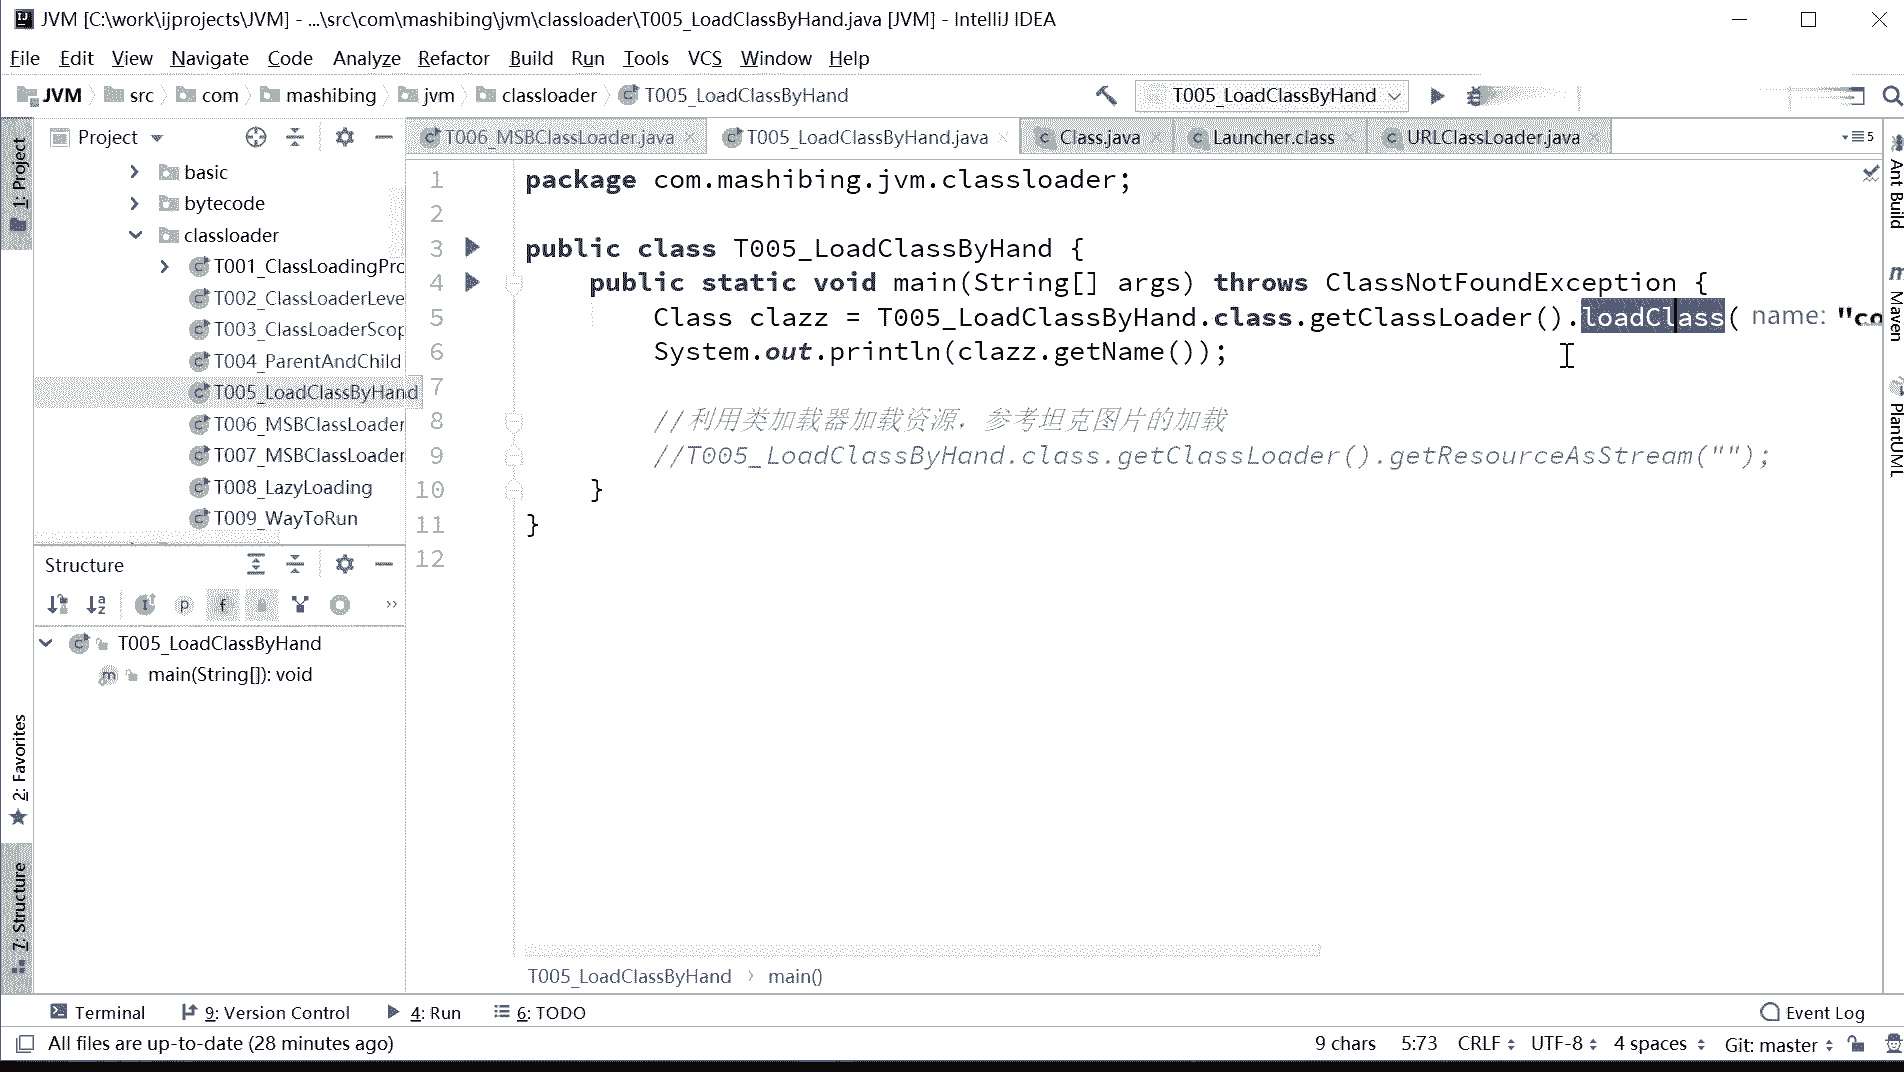 JVM [C:\work\ijprojects\JVM] - ...\src\com\mashibing\jvm\classloader\T005_LoadClassByHand.java [JVM] - IntelliJ IDEA
File Edit View Navigate Code Analyze Refactor Build Run Tools VCS Window Help
JVM src com mashibing jvm classloader T005_LoadClassByHand T005_LoadClassByHand
1: Project
Project
T006_MSBClassLoader.java T005_LoadClassByHand.java Class.java Launcher.class URLClassLoader.java 5
basic
bytecode
classloader
T001_ClassLoadingPrc
T002_ClassLoaderLeve
T003_ClassLoaderScop
T004_ParentAndChild
T005_LoadClassByHand
T006_MSBClassLoader
T007_MSBClassLoader
T008_LazyLoading
T009_WayToRun
1 package com.mashibing.jvm.classloader;
2
3 public class T005_LoadClassByHand {
4 public static void main(String[] args) throws ClassNotFoundException {
5 Class clazz = T005_LoadClassByHand.class.getClassLoader().loadClass( name: "co
6 System.out.println(clazz.getName());
7
8 //利用类加载器加载资源，参考坦克图片的加载
9 //T005_LoadClassByHand.class.getClassLoader().getResourceAsStream("");
10 }
11 }
12
Ant Build
m
Maven
PlantUML
Structure
T005_LoadClassByHand
main(String[]): void
2: Favorites
7: Structure
T005_LoadClassByHand › main()
Terminal 9: Version Control 4: Run 6: TODO Event Log
All files are up-to-date (28 minutes ago) 9 chars 5:73 CRLF UTF-8 4 spaces Git: master